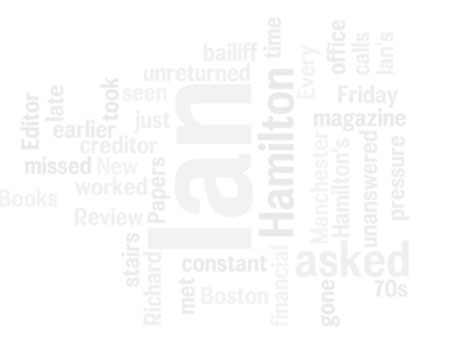 bailiff
time
office
calls
Ian's
unreturned
Every
seen
Friday
took
late
Editor
just
magazine
earlier
creditor
Ian
Hamilton
missed
New
worked
Papers
Manchester
Hamilton's
unanswered
pressure
Books
Review
stairs
Richard
constant
asked
met
Boston
financial
gone
70s